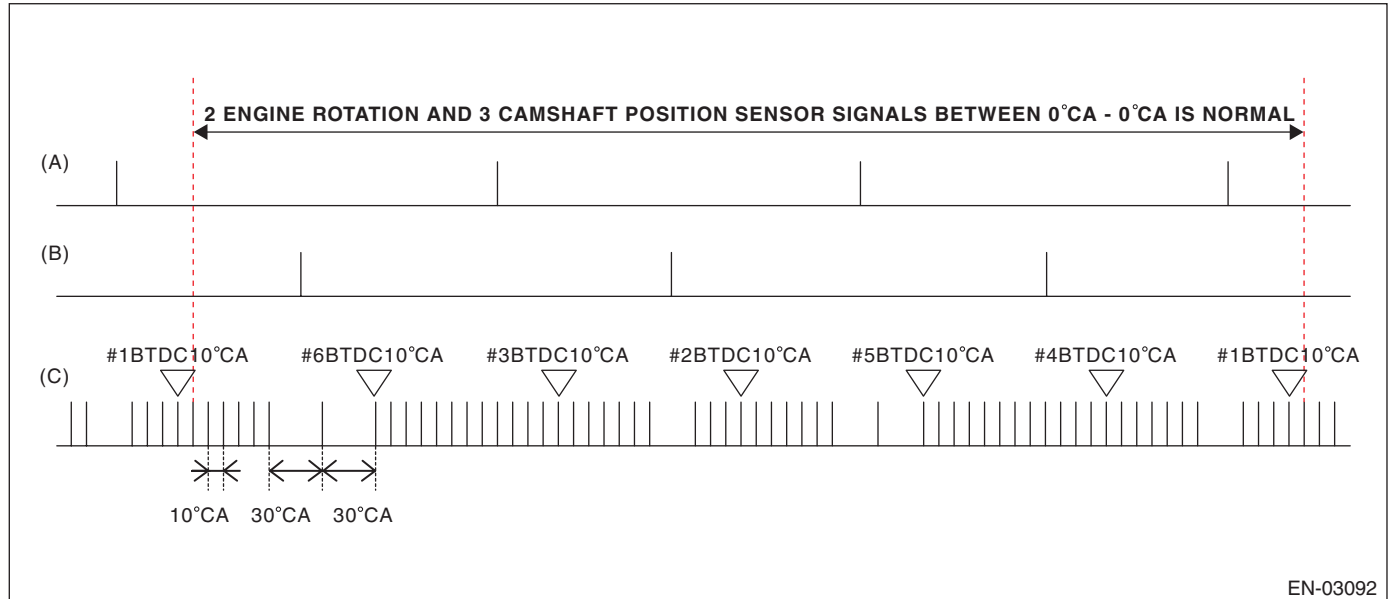 2 ENGINE ROTATION AND 3 CAMSHAFT POSITION SENSOR SIGNALS BETWEEN 0°CA - 0°CA IS NORMAL
(A)
(B)
#1BTDC10°CA #6BTDC10°CA #3BTDC10°CA #2BTDC10°CA #5BTDC10°CA #4BTDC10°CA #1BTDC10°CA
(C)
10°CA 30°CA 30°CA
EN-03092